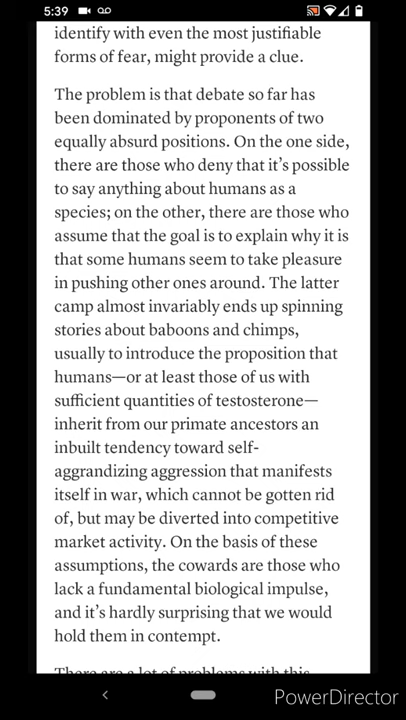 5:39
identify with even the most justifiable
forms of fear, might provide a clue.
The problem is that debate so far has
been dominated by proponents of two
equally absurd positions. On the one side,
there are those who deny that it's possible
to say anything about humans as a
species; on the other, there are those who
assume that the goal is to explain why it is
that some humans seem to take pleasure
in pushing other ones around. The latter
camp almost invariably ends up spinning
stories about baboons and chimps,
usually to introduce the proposition that
humans—or at least those of us with
sufficient quantities of testosterone—
inherit from our primate ancestors an
inbuilt tendency toward self-
aggrandizing aggression that manifests
itself in war, which cannot be gotten rid
of, but may be diverted into competitive
market activity. On the basis of these
assumptions, the cowards are those who
lack a fundamental biological impulse,
and it's hardly surprising that we would
hold them in contempt.
There are a lot of problems with this
PowerDirector